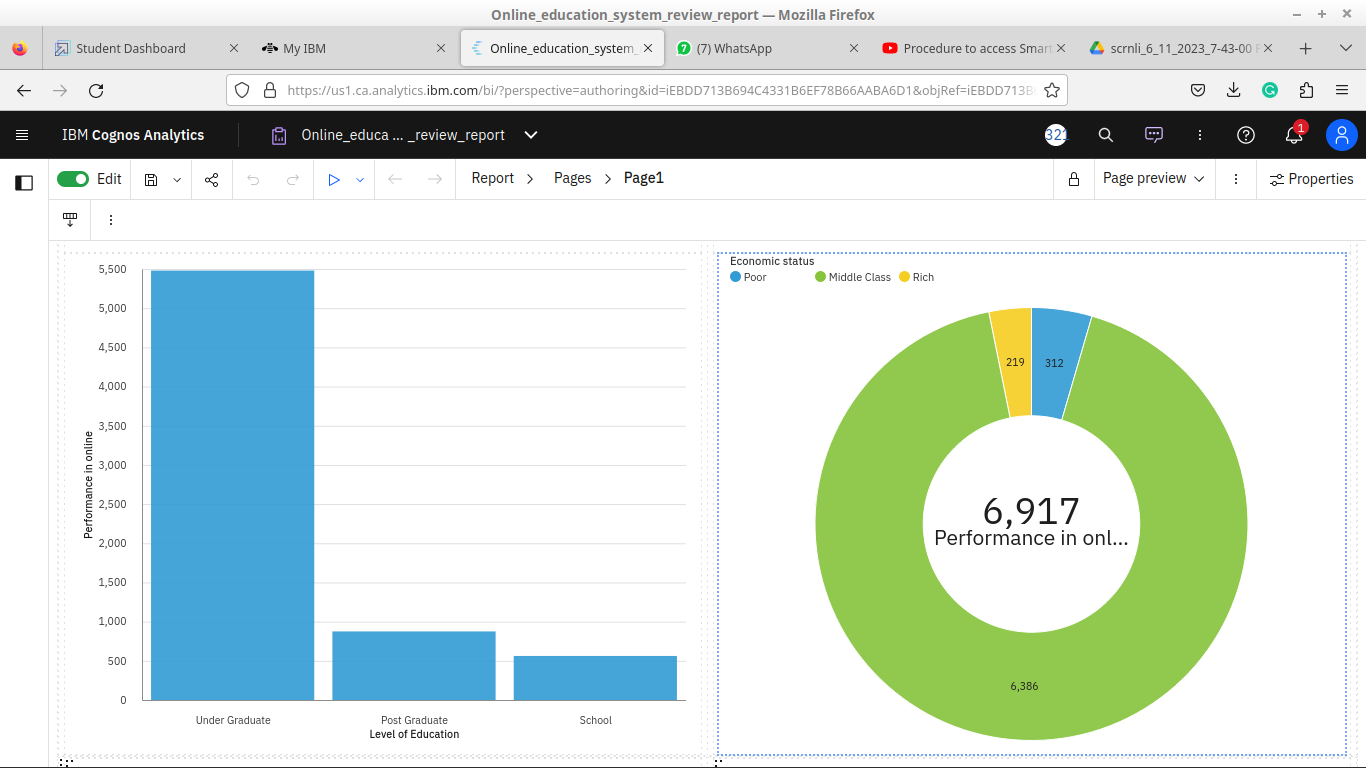 Online_education_system_review_report — Mozilla Firefox
Student Dashboard
My IBM
Online_education_system_
7
(7) WhatsApp
Procedure to access Smar
scrnli_6_11_2023_7-43-00
https://us1.ca.analytics.ibm.com/bi/?perspective=authoring&id=iEBDD713B694C4331B6EF78B66AABA6D1&objRef=iEBDD713B
IBM Cognos Analytics
Online_educa ... _review_report
321
1
Edit
Report
Pages
Page1
Page preview
Properties
5,500
5,000
4,500
4,000
3,500
3,000
2,500
2,000
1,500
1,000
500
0
Performance in online
Under Graduate
Post Graduate
School
Level of Education
Economic status
Poor
Middle Class
Rich
219
312
6,917
Performance in onl...
6,386